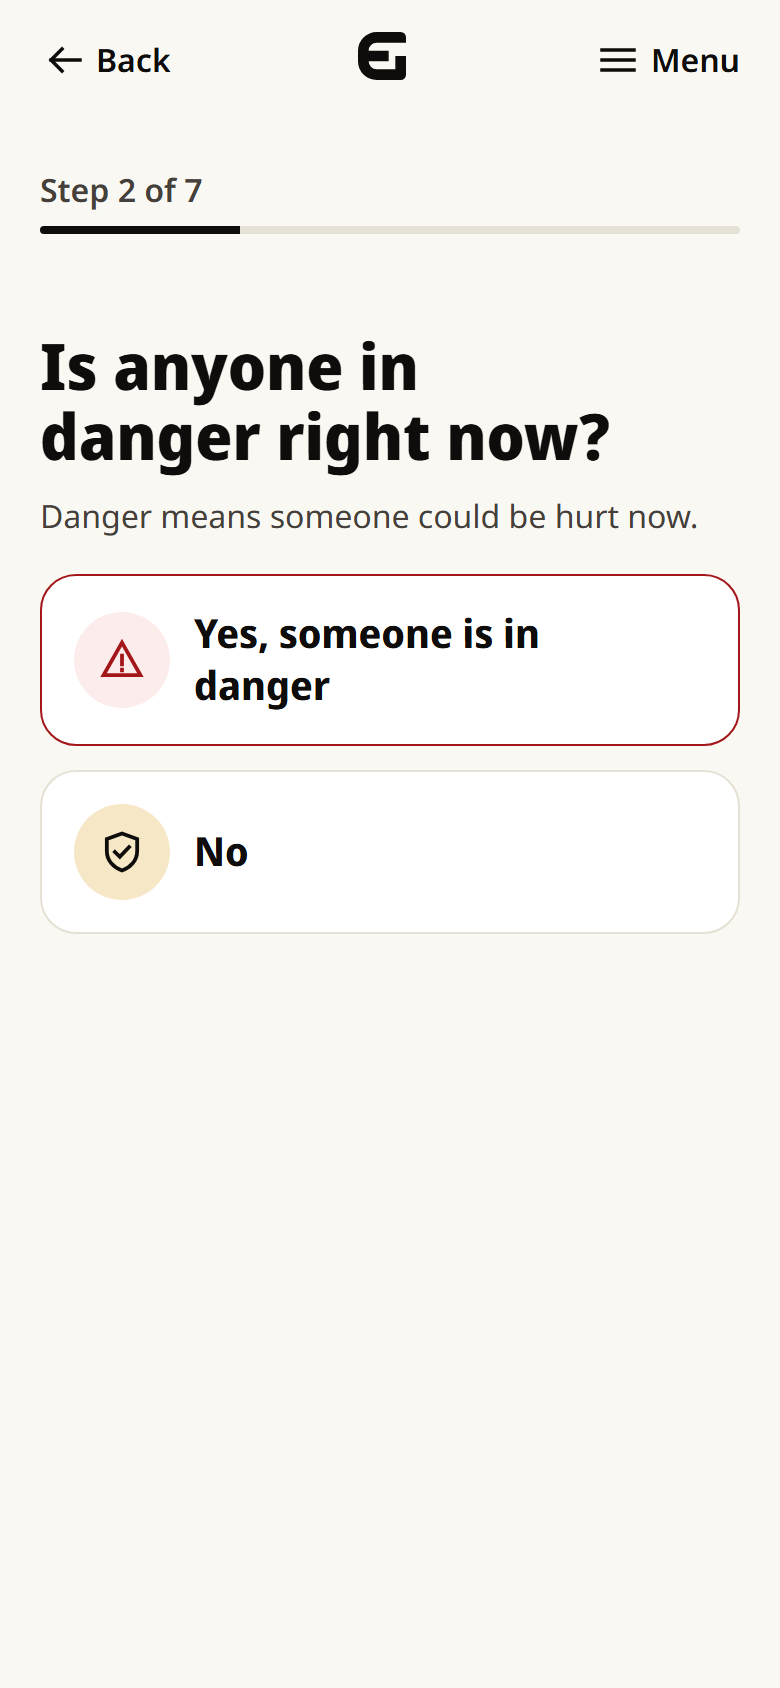 Back
Menu
Step 2 of 7
Is anyone in
danger right now?
Danger means someone could be hurt now.
Yes, someone is in
danger
No